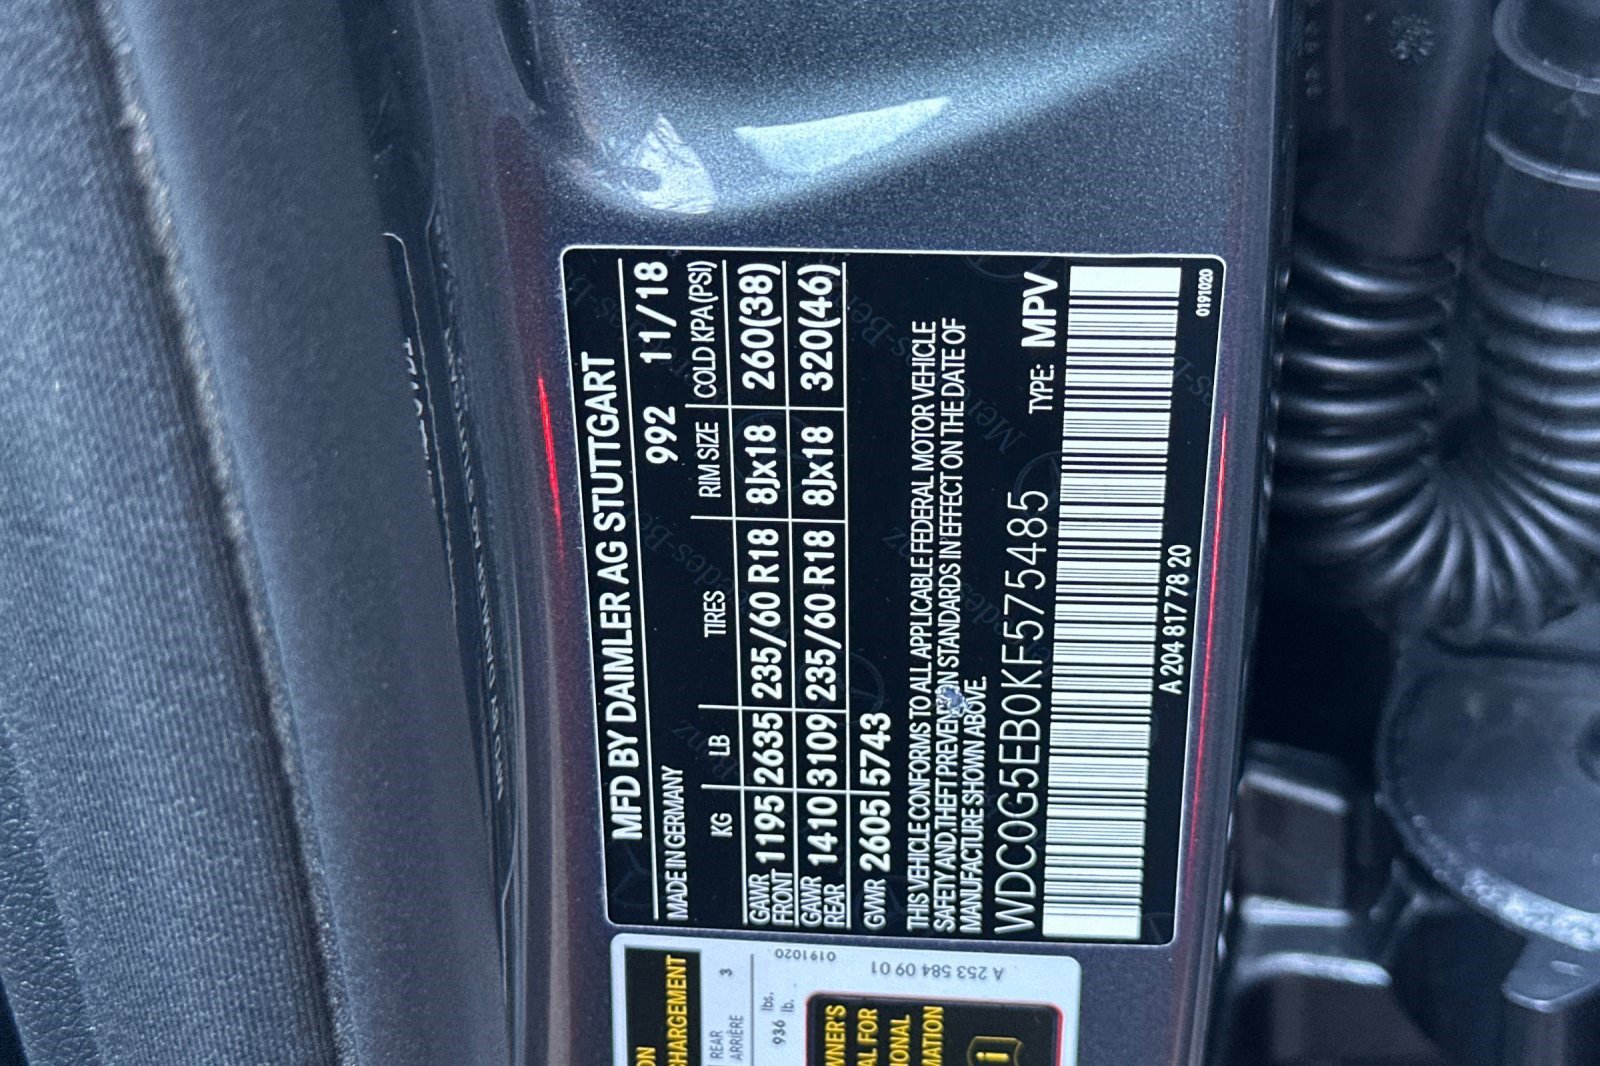 MFD BY DAIMLER AG STUTTGART
MADE IN GERMANY 992 11/18
KG LB TIRES RIM SIZE COLD KPA(PSI)
GAWR FRONT 1195 2635 235/60 R18 8Jx18 260(38)
GAWR REAR 1410 3109 235/60 R18 8Jx18 320(46)
GVWR 2605 5743
THIS VEHICLE CONFORMS TO ALL APPLICABLE FEDERAL MOTOR VEHICLE
SAFETY AND THEFT PREVENTION STANDARDS IN EFFECT ON THE DATE OF
MANUFACTURE SHOWN ABOVE.
WDC0G5EB0KF575485 TYPE: MPV
A 204 817 78 20
0191020
HARGEMENT
REAR
ARRIÈRE
3
936 lbs.
lb.
0191020
A 253 584 09 01
WNER'S
AL FOR
IONAL
MATION
i